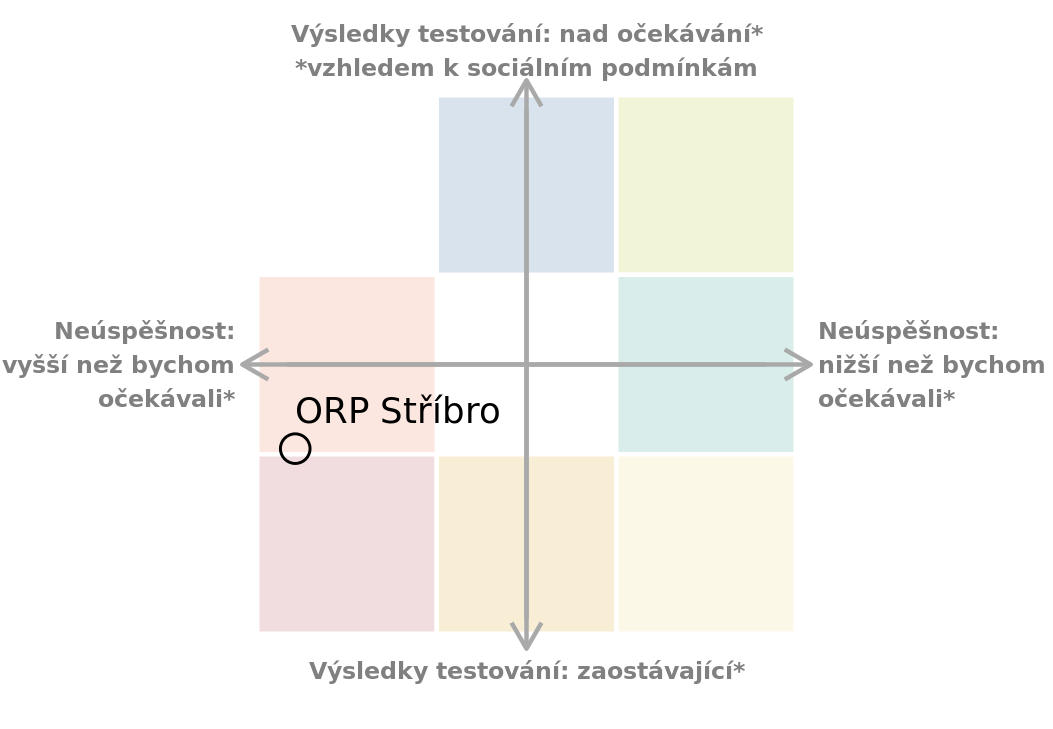 Výsledky testování: nad očekávání*
*vzhledem k sociálním podmínkám
Neúspěšnost:
vyšší než bychom
očekávali*
Neúspěšnost:
nižší než bychom
očekávali*
ORP Stříbro
Výsledky testování: zaostávající*